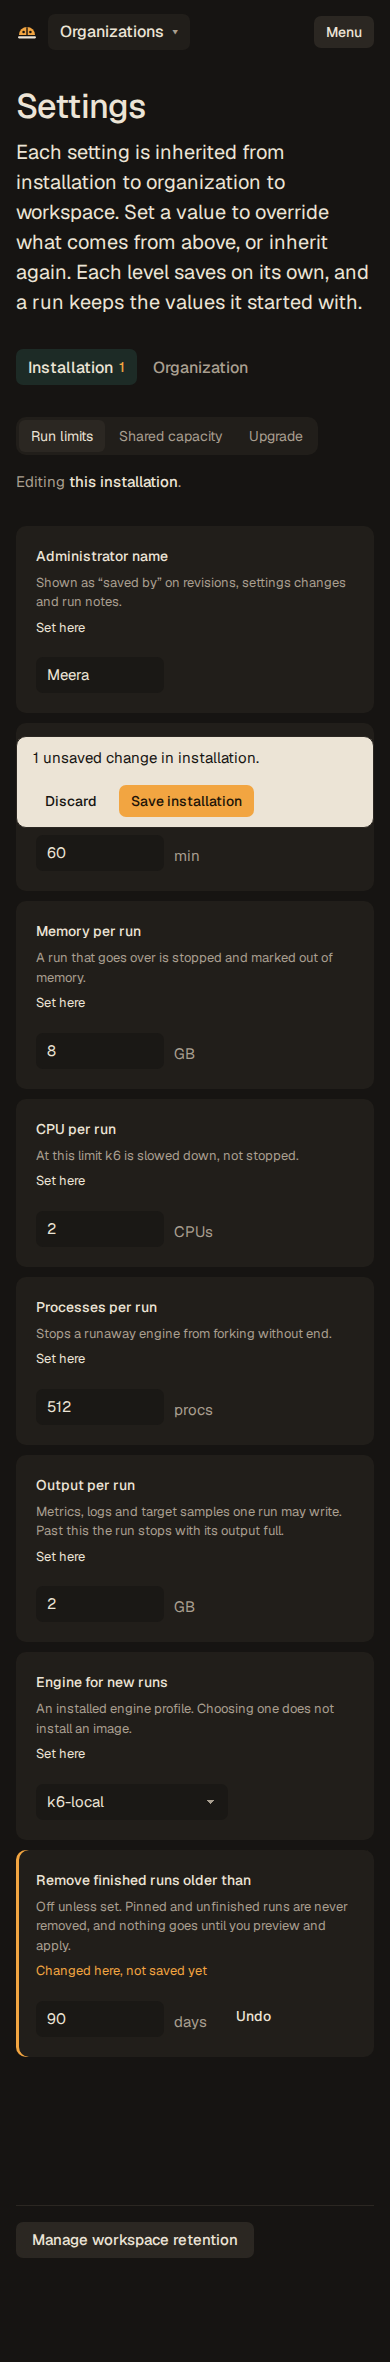 Organizations
Menu
Settings
Each setting is inherited from
installation to organization to
workspace. Set a value to override
what comes from above, or inherit
again. Each level saves on its own, and
a run keeps the values it started with.
Installation 1
Organization
Run limits
Shared capacity
Upgrade
Editing this installation.
Administrator name
Shown as “saved by” on revisions, settings changes
and run notes.
Set here
Meera
1 unsaved change in installation.
Discard
Save installation
60 min
Memory per run
A run that goes over is stopped and marked out of
memory.
Set here
8 GB
CPU per run
At this limit k6 is slowed down, not stopped.
Set here
2 CPUs
Processes per run
Stops a runaway engine from forking without end.
Set here
512 procs
Output per run
Metrics, logs and target samples one run may write.
Past this the run stops with its output full.
Set here
2 GB
Engine for new runs
An installed engine profile. Choosing one does not
install an image.
Set here
k6-local
Remove finished runs older than
Off unless set. Pinned and unfinished runs are never
removed, and nothing goes until you preview and
apply.
Changed here, not saved yet
90 days Undo
Manage workspace retention